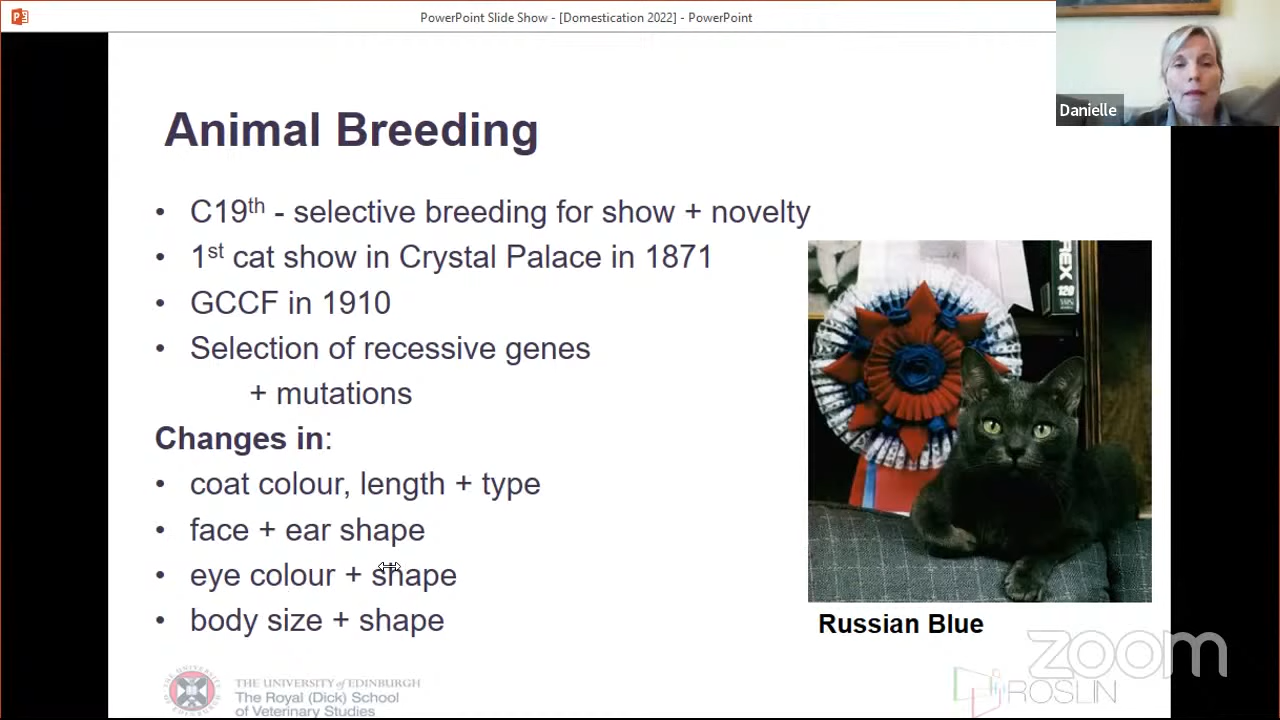 PowerPoint Slide Show - [Domestication 2022] - PowerPoint
Danielle
Animal Breeding
• C19th - selective breeding for show + novelty
• 1st cat show in Crystal Palace in 1871
• GCCF in 1910
• Selection of recessive genes
+ mutations
Changes in:
• coat colour, length + type
• face + ear shape
• eye colour + shape
• body size + shape
REX
120
VHS
Russian Blue
zoom
ROSLIN
THE UNIVERSITY of EDINBURGH
The Royal (Dick) School
of Veterinary Studies